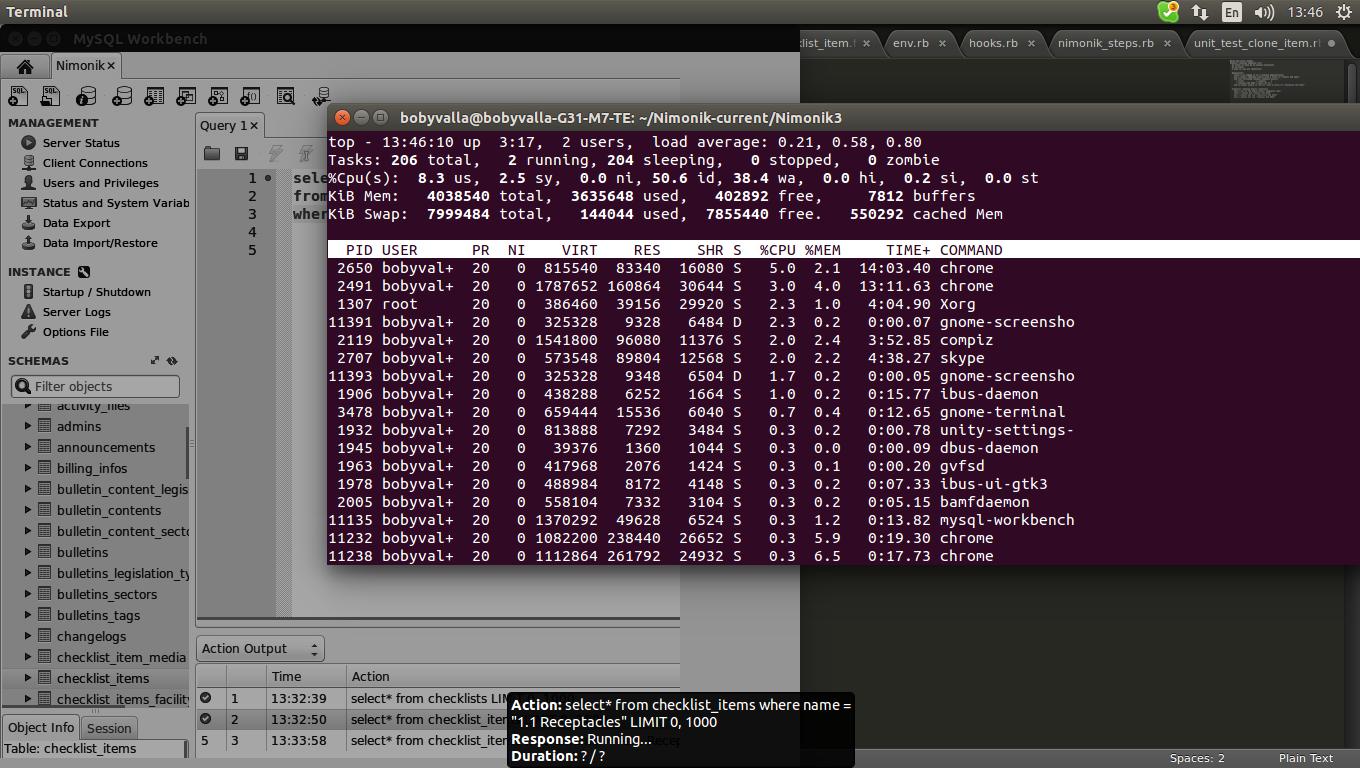 Terminal
En
13:46
MySQL Workbench
env.rb
hooks.rb
nimonik_steps.rb
unit_test_clone_item.r
Nimonik
bobyvalla@bobyvalla-G31-M7-TE: ~/Nimonik-current/Nimonik3
MANAGEMENT
Server Status
Client Connections
Users and Privileges
Status and System Variab
Data Export
Data Import/Restore
INSTANCE
Startup / Shutdown
Server Logs
Options File
SCHEMAS
Filter objects
activity_files
admins
announcements
billing_infos
bulletin_content_legis
bulletin_contents
bulletin_content_secto
bulletins
bulletins_legislation_ty
bulletins_sectors
bulletins_tags
changelogs
checklist_item_media
checklist_items
checklist_items_facility
Object Info Session
Table: checklist_items
Query 1
1 sele
2 from
3 wher
4
5
top - 13:46:10 up 3:17, 2 users, load average: 0.21, 0.58, 0.80
Tasks: 206 total, 2 running, 204 sleeping, 0 stopped, 0 zombie
%Cpu(s): 8.3 us, 2.5 sy, 0.0 ni, 50.6 id, 38.4 wa, 0.0 hi, 0.2 si, 0.0 st
KiB Mem: 4038540 total, 3635648 used, 402892 free, 7812 buffers
KiB Swap: 7999484 total, 144044 used, 7855440 free. 550292 cached Mem
PID USER PR NI VIRT RES SHR S %CPU %MEM TIME+ COMMAND
2650 bobyval+ 20 0 815540 83340 16080 S 5.0 2.1 14:03.40 chrome
2491 bobyval+ 20 0 1787652 160864 30644 S 3.0 4.0 13:11.63 chrome
1307 root 20 0 386460 39156 29920 S 2.3 1.0 4:04.90 Xorg
11391 bobyval+ 20 0 325328 9328 6484 D 2.3 0.2 0:00.07 gnome-screensho
2119 bobyval+ 20 0 1541800 96080 11376 S 2.0 2.4 3:52.85 compiz
2707 bobyval+ 20 0 573548 89804 12568 S 2.0 2.2 4:38.27 skype
11393 bobyval+ 20 0 325328 9348 6504 D 1.7 0.2 0:00.05 gnome-screensho
1906 bobyval+ 20 0 438288 6252 1664 S 1.0 0.2 0:15.77 ibus-daemon
3478 bobyval+ 20 0 659444 15536 6040 S 0.7 0.4 0:12.65 gnome-terminal
1932 bobyval+ 20 0 813888 7292 3484 S 0.3 0.2 0:00.78 unity-settings-
1945 bobyval+ 20 0 39376 1360 1044 S 0.3 0.0 0:00.09 dbus-daemon
1963 bobyval+ 20 0 417968 2076 1424 S 0.3 0.1 0:00.20 gvfsd
1978 bobyval+ 20 0 488984 8172 4148 S 0.3 0.2 0:07.33 ibus-ui-gtk3
2005 bobyval+ 20 0 558104 7332 3104 S 0.3 0.2 0:05.15 bamfdaemon
11135 bobyval+ 20 0 1370292 49628 6524 S 0.3 1.2 0:13.82 mysql-workbench
11232 bobyval+ 20 0 1082200 238440 26652 S 0.3 5.9 0:19.30 chrome
11238 bobyval+ 20 0 1112864 261792 24932 S 0.3 6.5 0:17.73 chrome
Action Output
Time Action
1 13:32:39 select* from checklists LI
2 13:32:50 select* from checklist_iter
5 3 13:33:58 select* from checklist_iter
Action: select* from checklist_items where name =
"1.1 Receptacles" LIMIT 0, 1000
Response: Running...
Duration: ? / ?
Spaces: 2 Plain Text